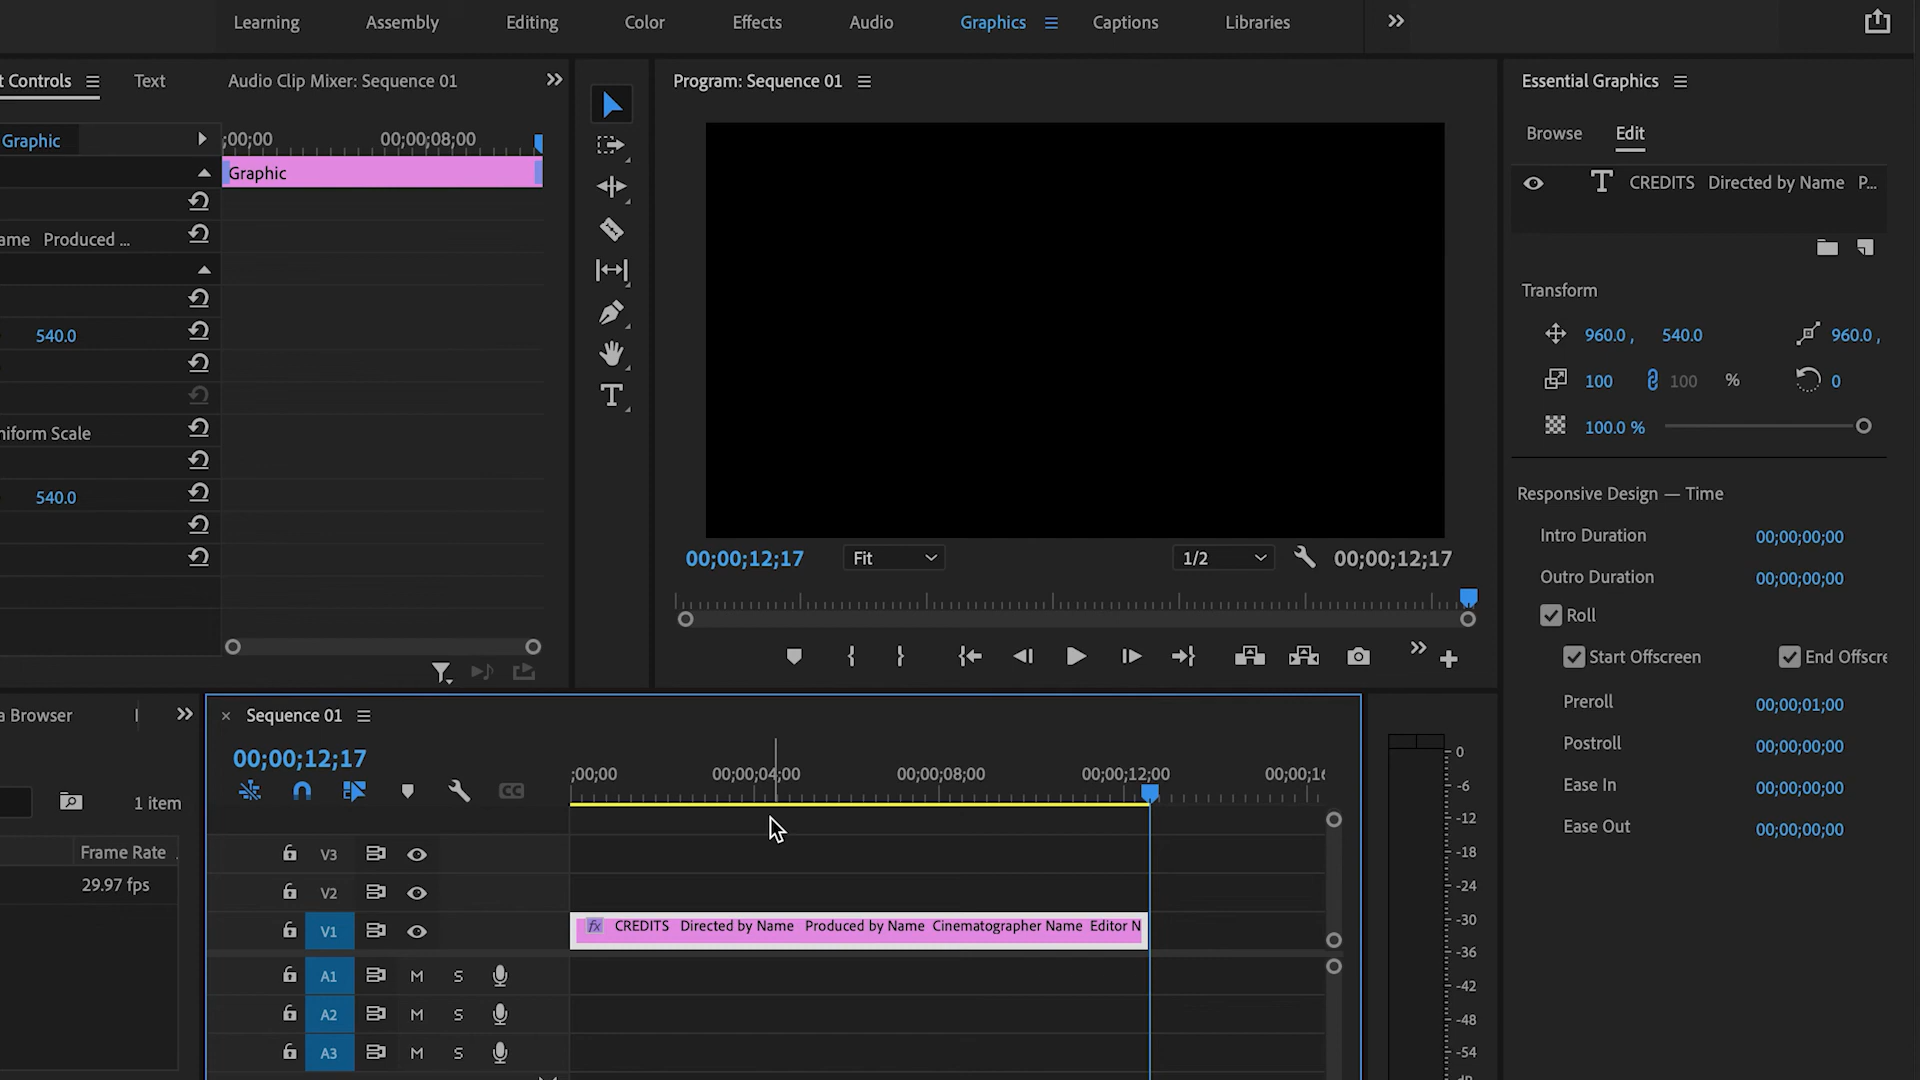 Learning Assembly Editing Color Effects Audio Graphics Captions Libraries
t Controls Text Audio Clip Mixer: Sequence 01
Program: Sequence 01
Essential Graphics
Browse Edit
Graphic
;00;00 00;00;08;00
Graphic
CREDITS Directed by Name P...
ame Produced ...
Transform
540.0
960.0 , 540.0 960.0 ,
100 100 % 0
niform Scale
100.0 %
540.0
Responsive Design — Time
Intro Duration 00;00;00;00
00;00;12;17 Fit 1/2 00;00;12;17
Outro Duration 00;00;00;00
Roll
Start Offscreen End Offscre
Preroll 00;00;01;00
a Browser
Sequence 01
Postroll 00;00;00;00
00;00;12;17
;00;00 00;00;04;00 00;00;08;00 00;00;12;00 00;00;16
Ease In 00;00;00;00
CC
1 item
Ease Out 00;00;00;00
Frame Rate
29.97 fps
V3
V2
V1
fx CREDITS Directed by Name Produced by Name Cinematographer Name Editor N
A1 M S
A2 M S
A3 M S
0
-6
-12
-18
-24
-30
-36
-42
-48
-54
dB